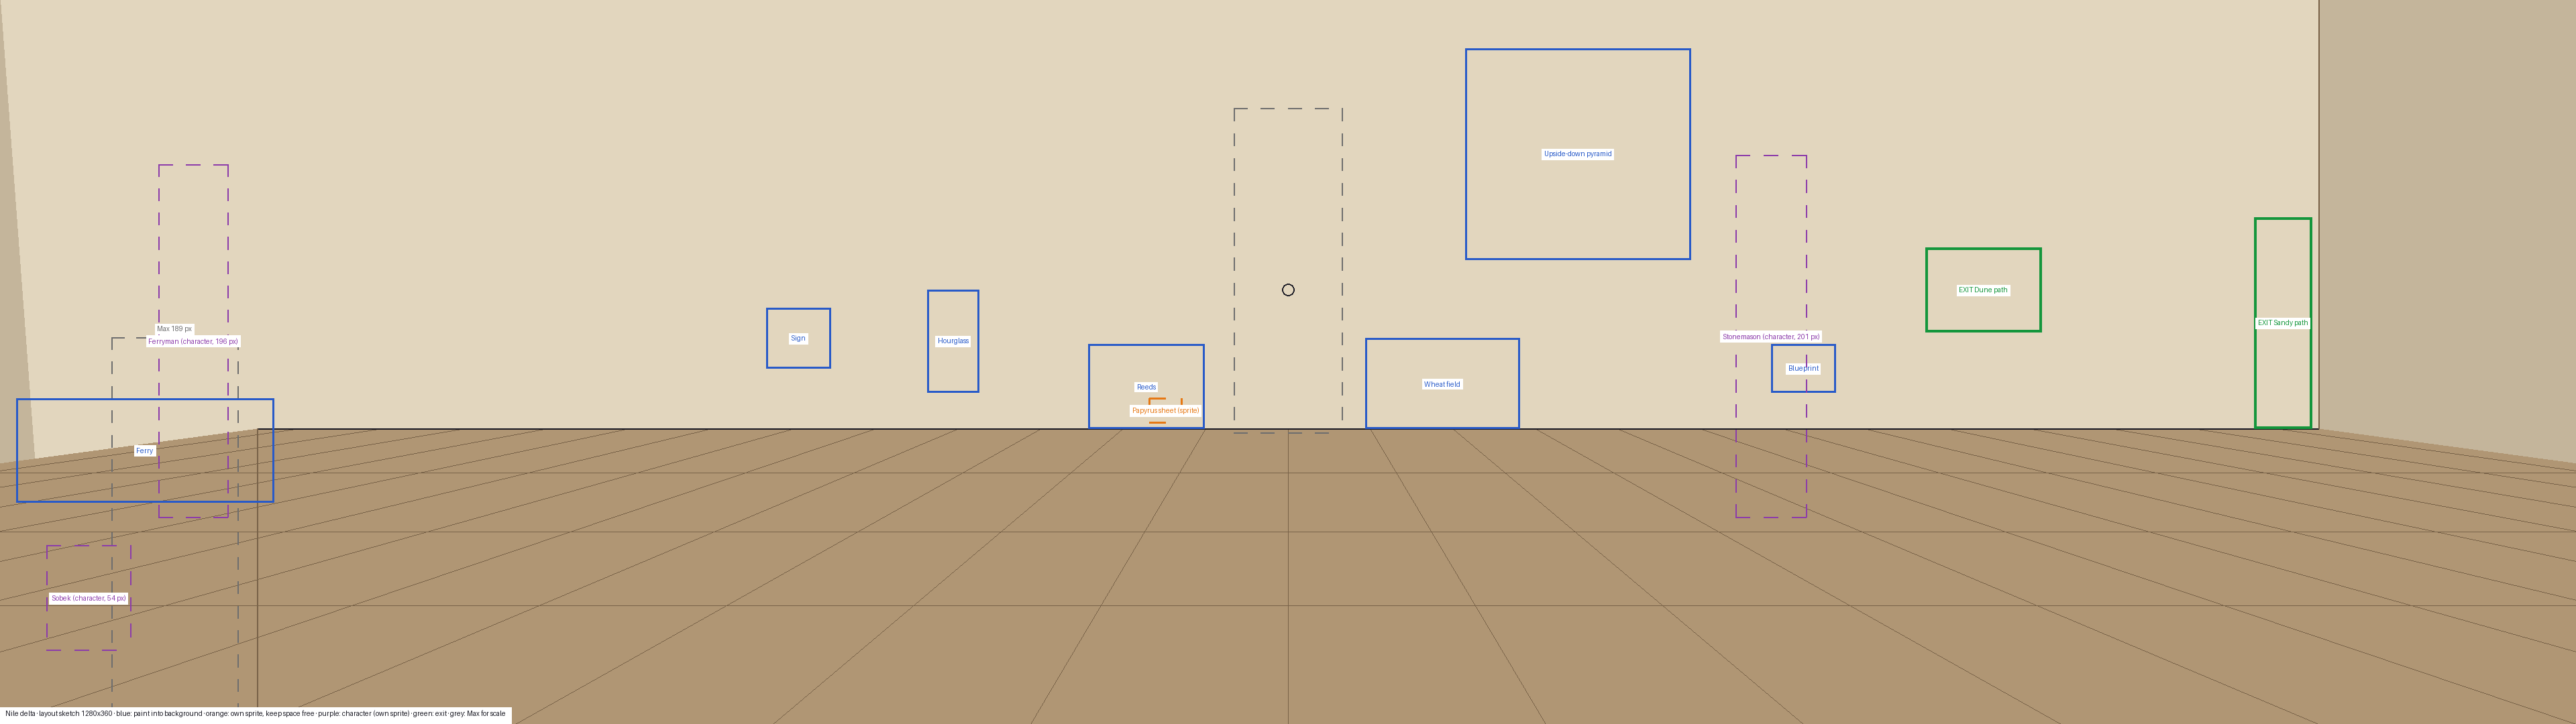 Upside-down pyramid
EXIT Dune path
EXIT Sandy path
Max 189 px
Ferryman (character, 196 px)
Sign
Hourglass
Stonemason (character, 201 px)
Blueprint
Reeds
Wheat field
Papyrus sheet (sprite)
Ferry
Sobek (character, 54 px)
Nile delta · layout sketch 1280x360 · blue: paint into background · orange: own sprite, keep space free · purple: character (own sprite) · green: exit · grey: Max for scale